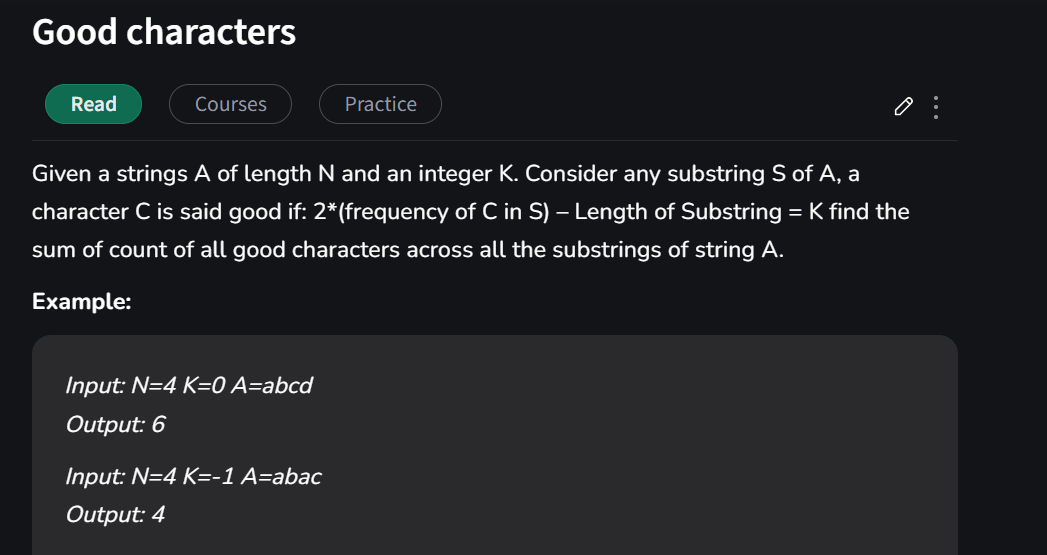 Good characters
Read
Courses
Practice
Given a strings A of length N and an integer K. Consider any substring S of A, a
character C is said good if: 2*(frequency of C in S) – Length of Substring = K find the
sum of count of all good characters across all the substrings of string A.
Example:
Input: N=4 K=0 A=abcd
Output: 6
Input: N=4 K=-1 A=abac
Output: 4